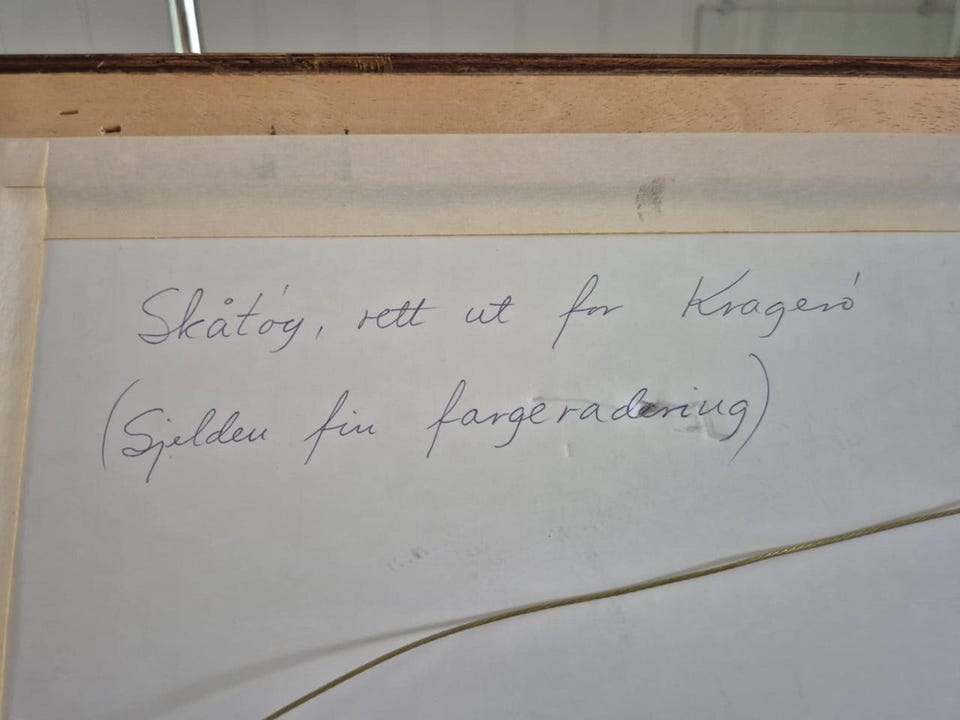 Skåtøy, rett ut for Kragerø
(Sjelden fin fargeradering)